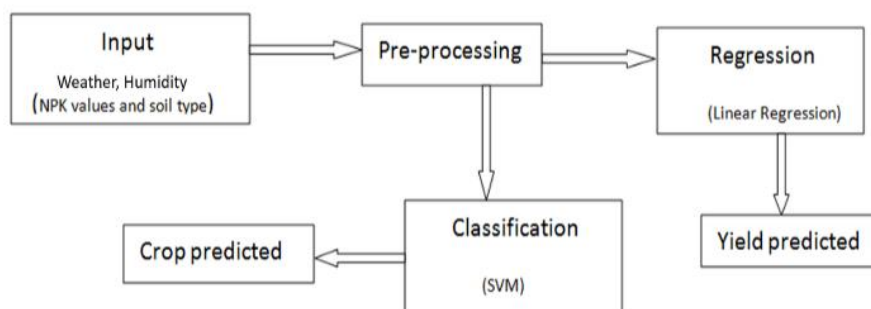 Input
Weather, Humidity
(NPK values and soil type)
Pre-processing
Regression
(Linear Regression)
Classification
(SVM)
Crop predicted
Yield predicted